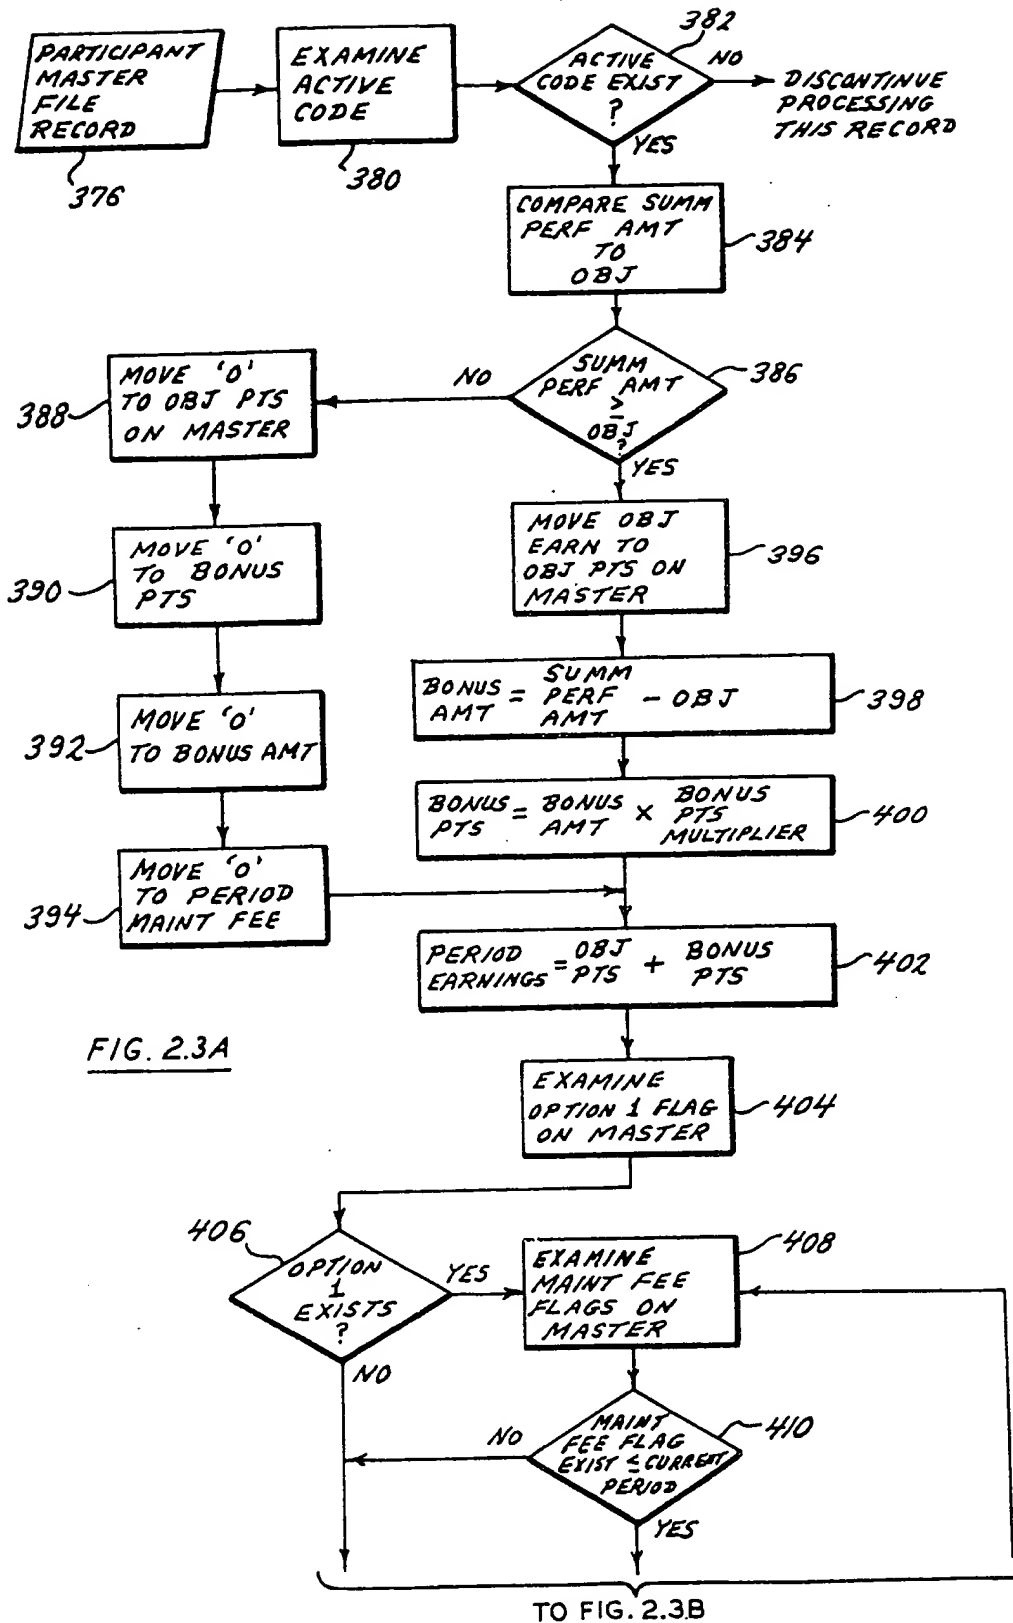 382
PARTICIPANT
MASTER
FILE
RECORD
376
EXAMINE
ACTIVE
CODE
380
ACTIVE
CODE EXIST
?
NO
DISCONTINUE
PROCESSING
THIS RECORD
YES
COMPARE SUMM
PERF AMT
TO
OBJ
384
SUMM
PERF AMT
≥
OBJ
?
386
NO
YES
MOVE 'O'
TO OBJ PTS
ON MASTER
388
MOVE 'O'
TO BONUS
PTS
390
MOVE 'O'
TO BONUS AMT
392
MOVE 'O'
TO PERIOD
MAINT FEE
394
MOVE OBJ
EARN TO
OBJ PTS ON
MASTER
396
BONUS AMT = SUMM PERF AMT - OBJ
398
BONUS PTS = BONUS AMT × BONUS PTS MULTIPLIER
400
PERIOD EARNINGS = OBJ PTS + BONUS PTS
402
FIG. 2.3A
EXAMINE
OPTION 1 FLAG
ON MASTER
404
406
OPTION
1
EXISTS
?
YES
NO
EXAMINE
MAINT FEE
FLAGS ON
MASTER
408
MAINT
FEE FLAG
EXIST ≤ CURRENT
PERIOD
410
NO
YES
TO FIG. 2.3B